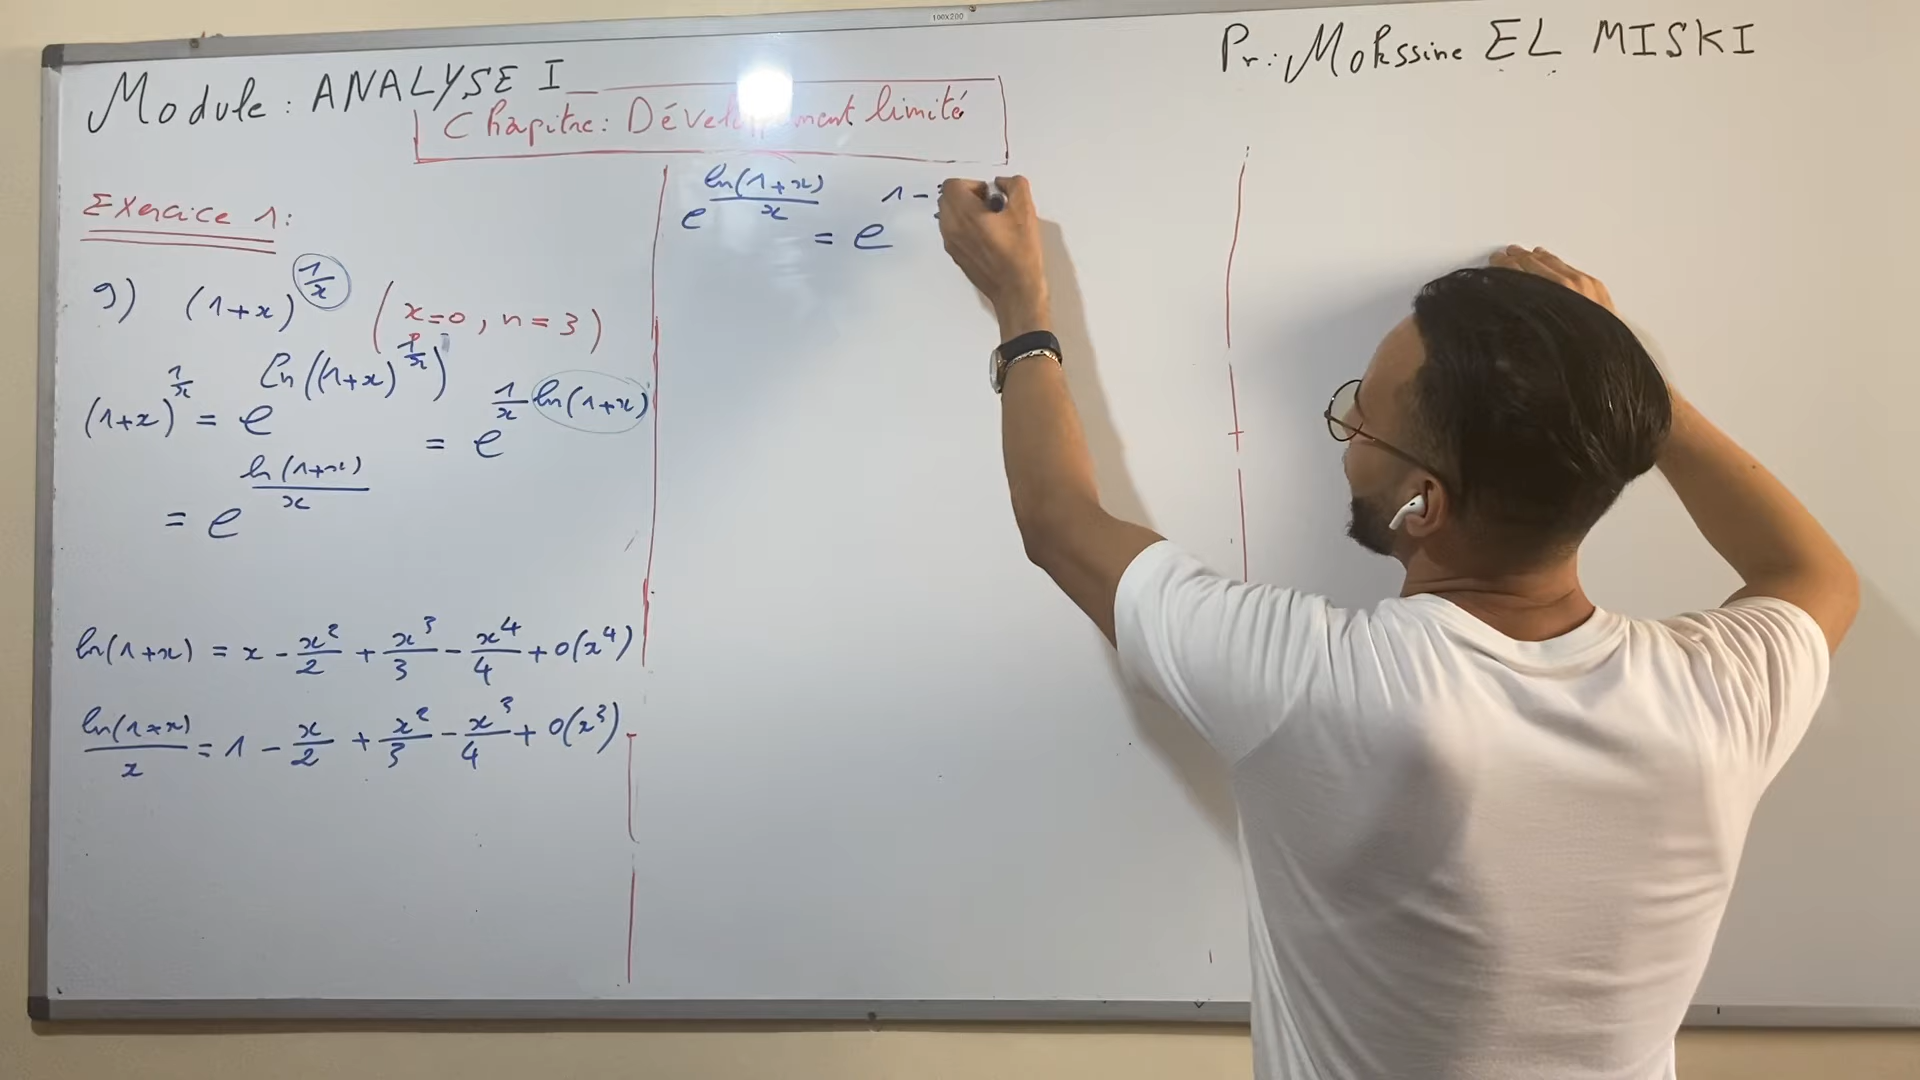 100x200
Module: ANALYSE I
Pr: Mohssine EL MISKI
Chapitre: Développement limité
Exercice 1:
9) (1+x)^(1/x) (x=0, n=3)
(1+x)^(1/x) = e^(ln((1+x)^(1/x))) = e^(1/x ln(1+x))
= e^(ln(1+x)/x)
ln(1+x) = x - x²/2 + x³/3 - x⁴/4 + o(x⁴)
ln(1+x)/x = 1 - x/2 + x²/3 - x³/4 + o(x³)
e^(ln(1+x)/x) = e^(1-